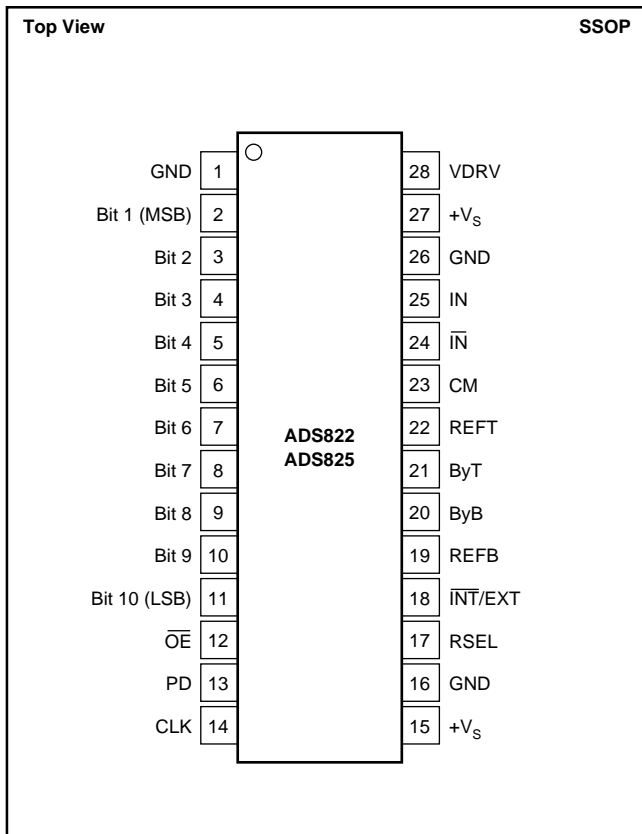 Top View SSOP
GND 1 28 VDRV
Bit 1 (MSB) 2 27 +VS
Bit 2 3 26 GND
Bit 3 4 25 IN
Bit 4 5 24 I̅N̅
Bit 5 6 23 CM
Bit 6 7 22 REFT
ADS822
ADS825
Bit 7 8 21 ByT
Bit 8 9 20 ByB
Bit 9 10 19 REFB
Bit 10 (LSB) 11 18 I̅N̅T̅/EXT
O̅E̅ 12 17 RSEL
PD 13 16 GND
CLK 14 15 +VS